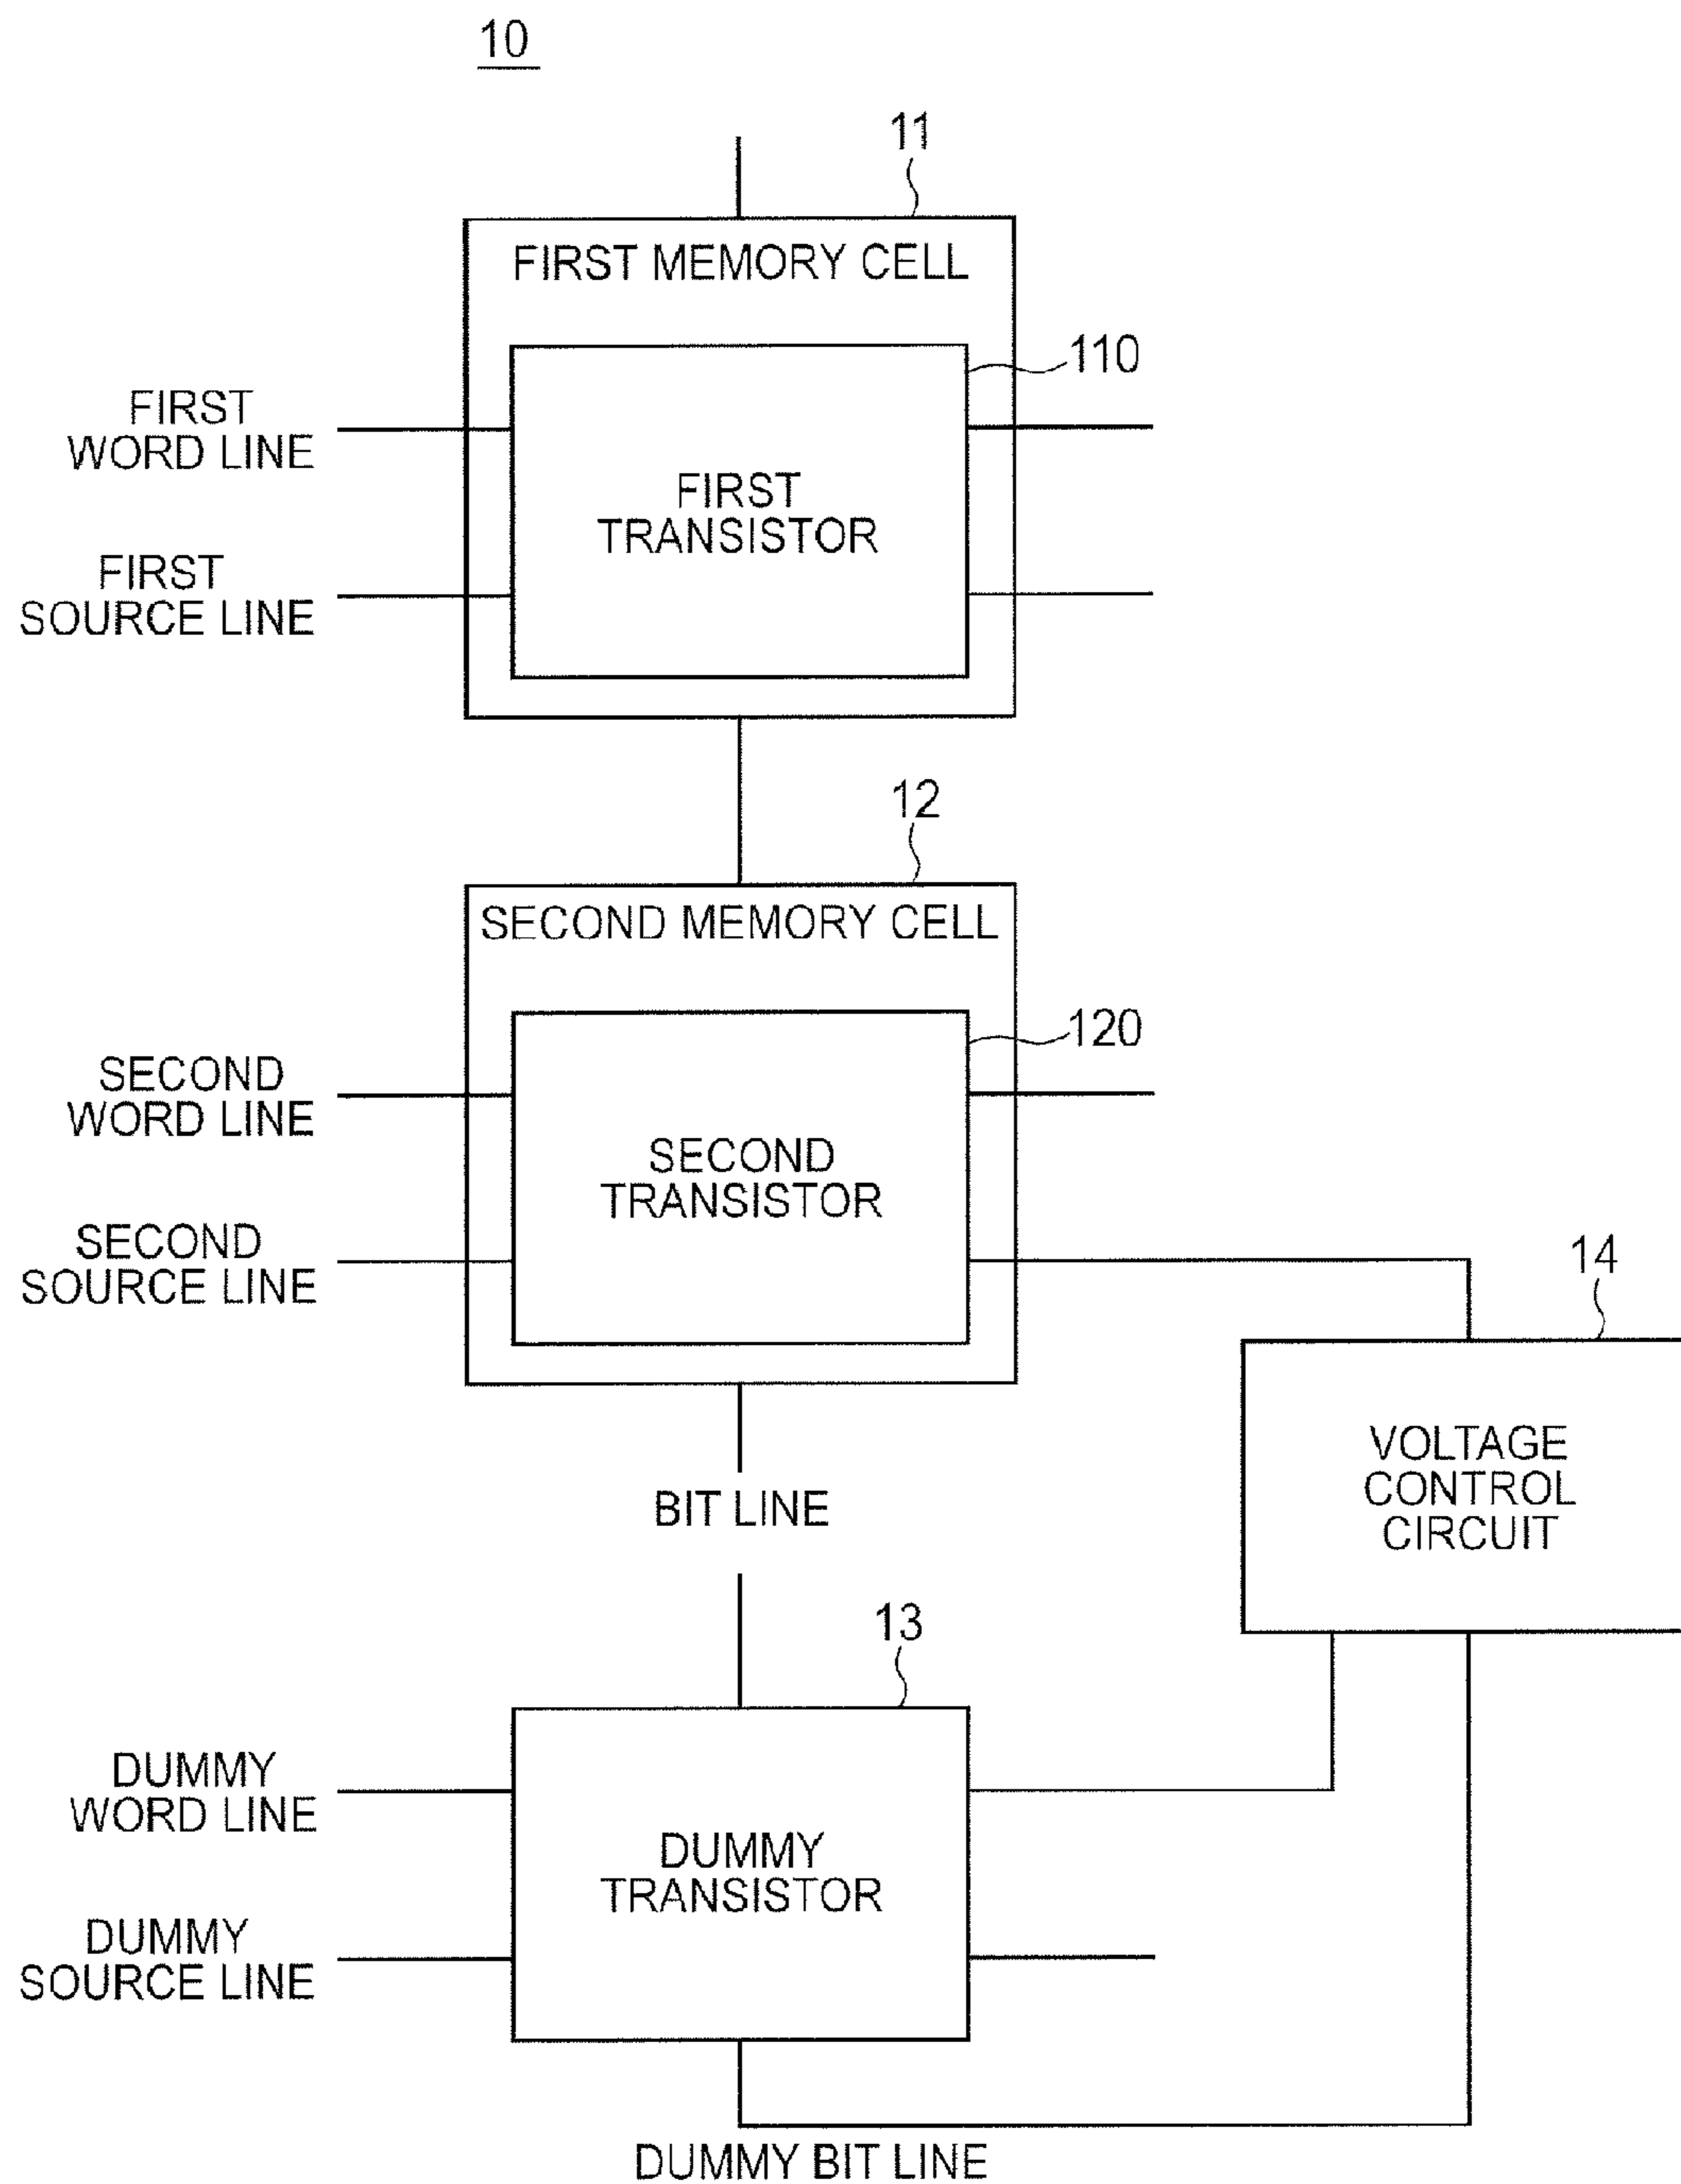 10
11
FIRST MEMORY CELL
110
FIRST
WORD LINE
FIRST
TRANSISTOR
FIRST
SOURCE LINE
12
SECOND MEMORY CELL
120
SECOND
WORD LINE
SECOND
TRANSISTOR
SECOND
SOURCE LINE
14
VOLTAGE
CONTROL
CIRCUIT
BIT LINE
13
DUMMY
WORD LINE
DUMMY
TRANSISTOR
DUMMY
SOURCE LINE
DUMMY BIT LINE